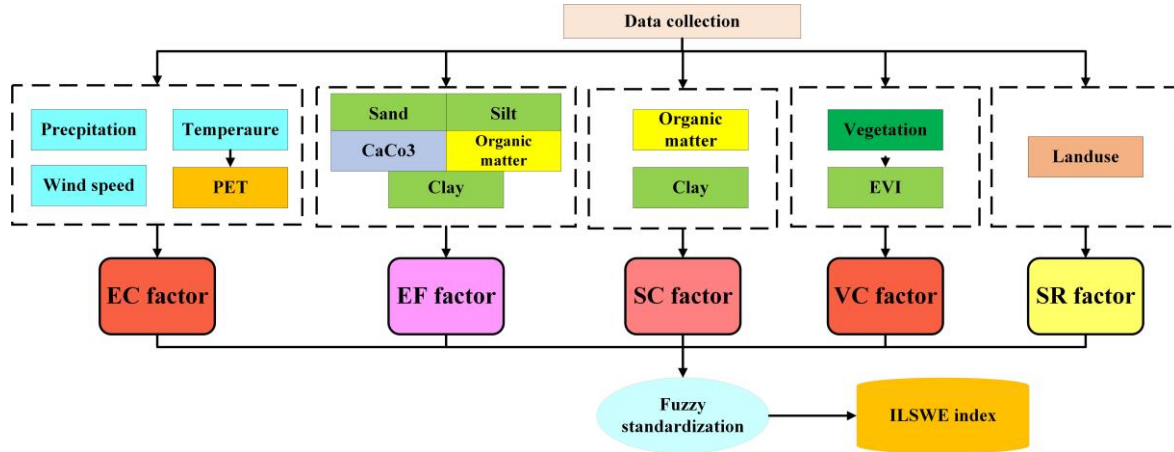 Data collection
Precpitation
Temperaure
Wind speed
PET
Sand
Silt
CaCo3
Organic
matter
Clay
Organic
matter
Clay
Vegetation
EVI
Landuse
EC factor
EF factor
SC factor
VC factor
SR factor
Fuzzy
standardization
ILSWE index